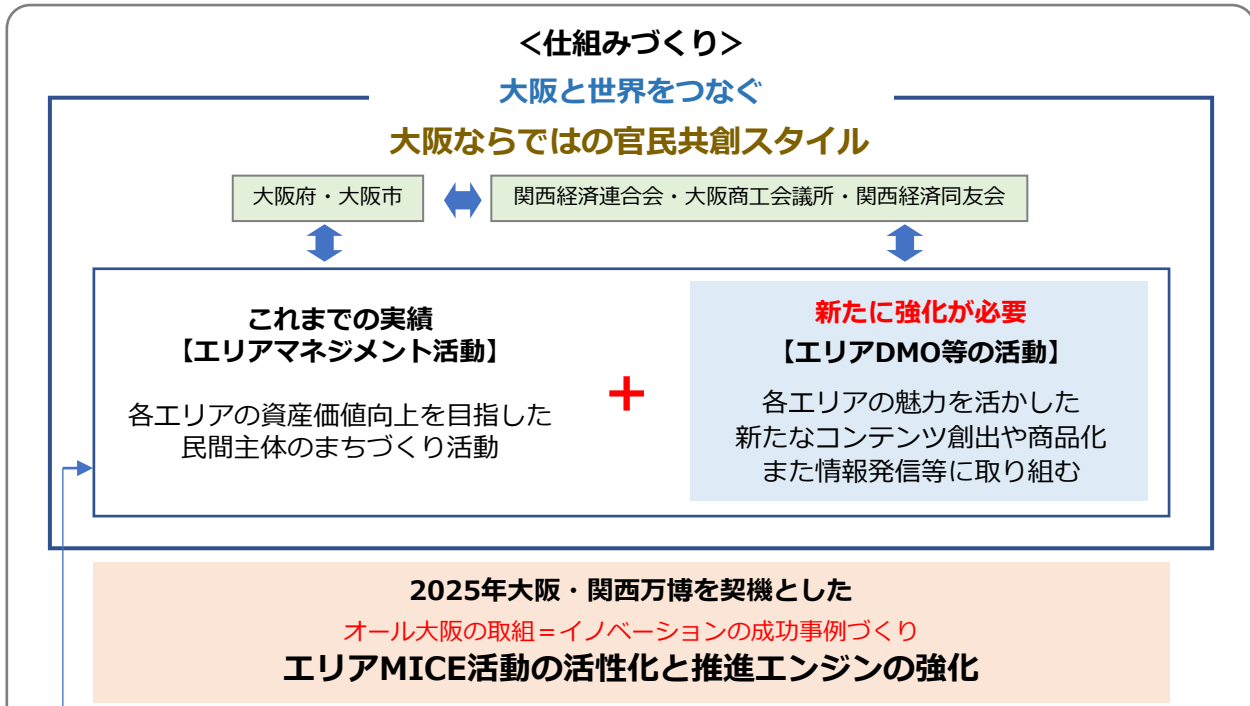 <仕組みづくり>
大阪と世界をつなぐ
大阪ならではの官民共創スタイル
大阪府・大阪市
関西経済連合会・大阪商工会議所・関西経済同友会
これまでの実績
【エリアマネジメント活動】
各エリアの資産価値向上を目指した
民間主体のまちづくり活動
+
新たに強化が必要
【エリアDMO等の活動】
各エリアの魅力を活かした
新たなコンテンツ創出や商品化
また情報発信等に取り組む
2025年大阪・関西万博を契機とした
オール大阪の取組=イノベーションの成功事例づくり
エリアMICE活動の活性化と推進エンジンの強化